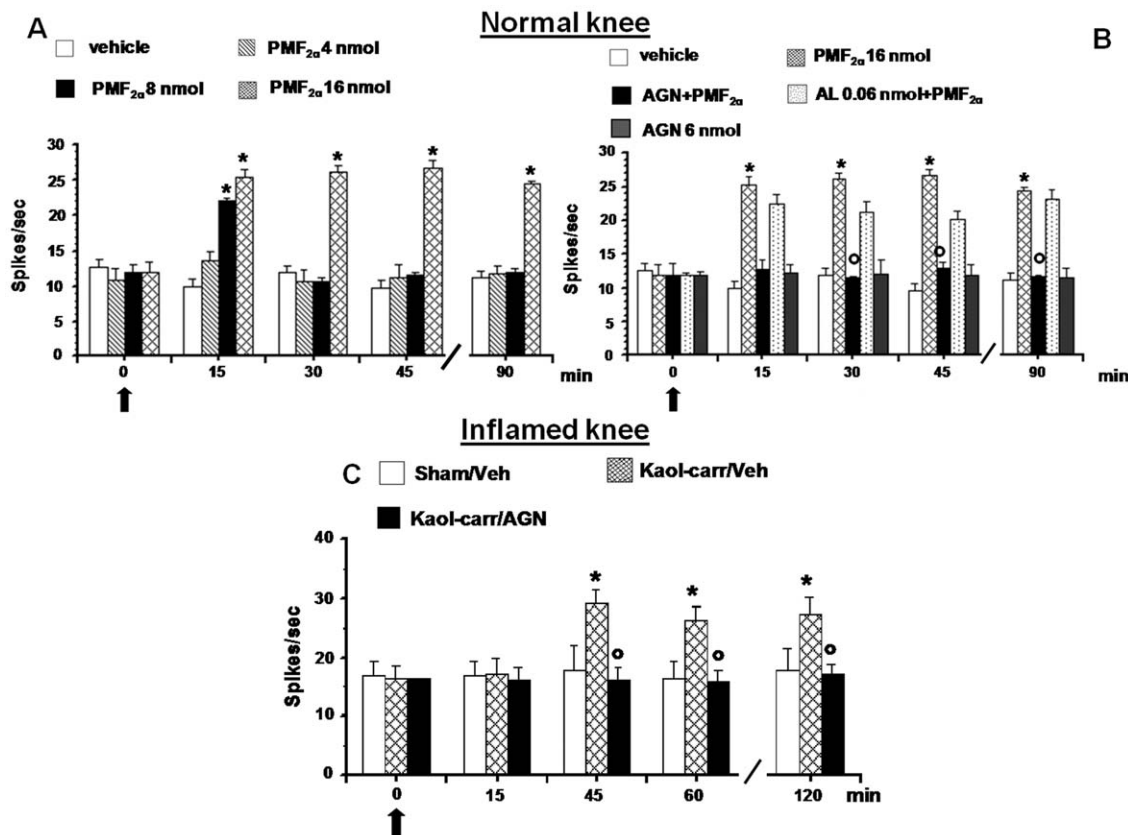 Normal knee
A
vehicle
PMF2α 4 nmol
PMF2α 8 nmol
PMF2α 16 nmol
Spikes/sec
30
25
20
15
10
5
0
* * * * *
0 15 30 45 90 min
B
vehicle
PMF2α 16 nmol
AGN+PMF2α
AL 0.06 nmol+PMF2α
AGN 6 nmol
Spikes/sec
30
25
20
15
10
5
0
* * * *
0 15 30 45 90 min
Inflamed knee
C
Sham/Veh
Kaol-carr/Veh
Kaol-carr/AGN
Spikes/sec
40
30
20
10
0
* * *
0 15 45 60 120 min